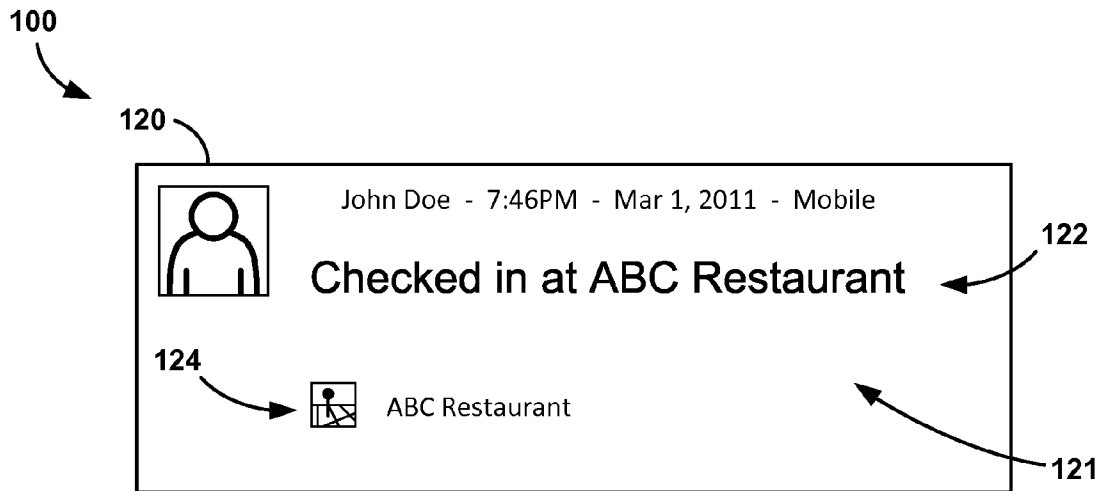 100
120
John Doe - 7:46PM - Mar 1, 2011 - Mobile
122
Checked in at ABC Restaurant
124
ABC Restaurant
121